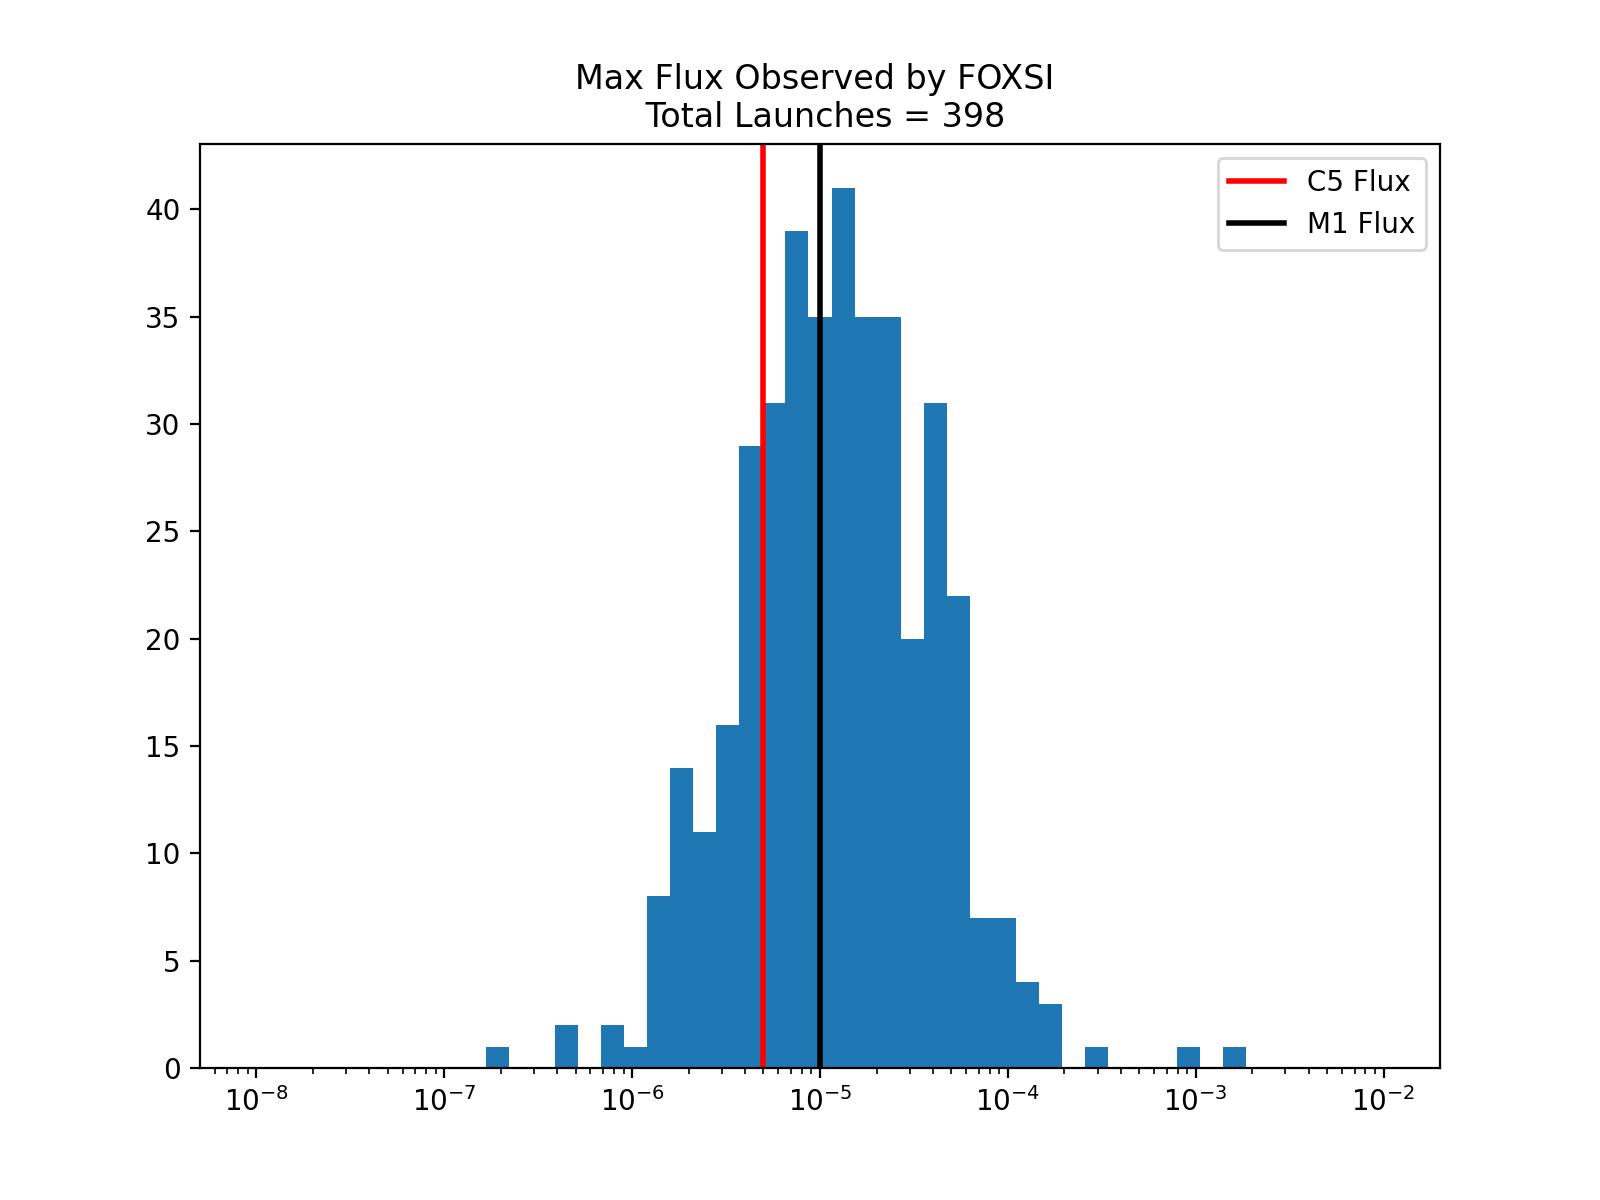 Max Flux Observed by FOXSI
Total Launches = 398
C5 Flux
M1 Flux
40
35
30
25
20
15
10
5
0
10⁻⁸ 10⁻⁷ 10⁻⁶ 10⁻⁵ 10⁻⁴ 10⁻³ 10⁻²